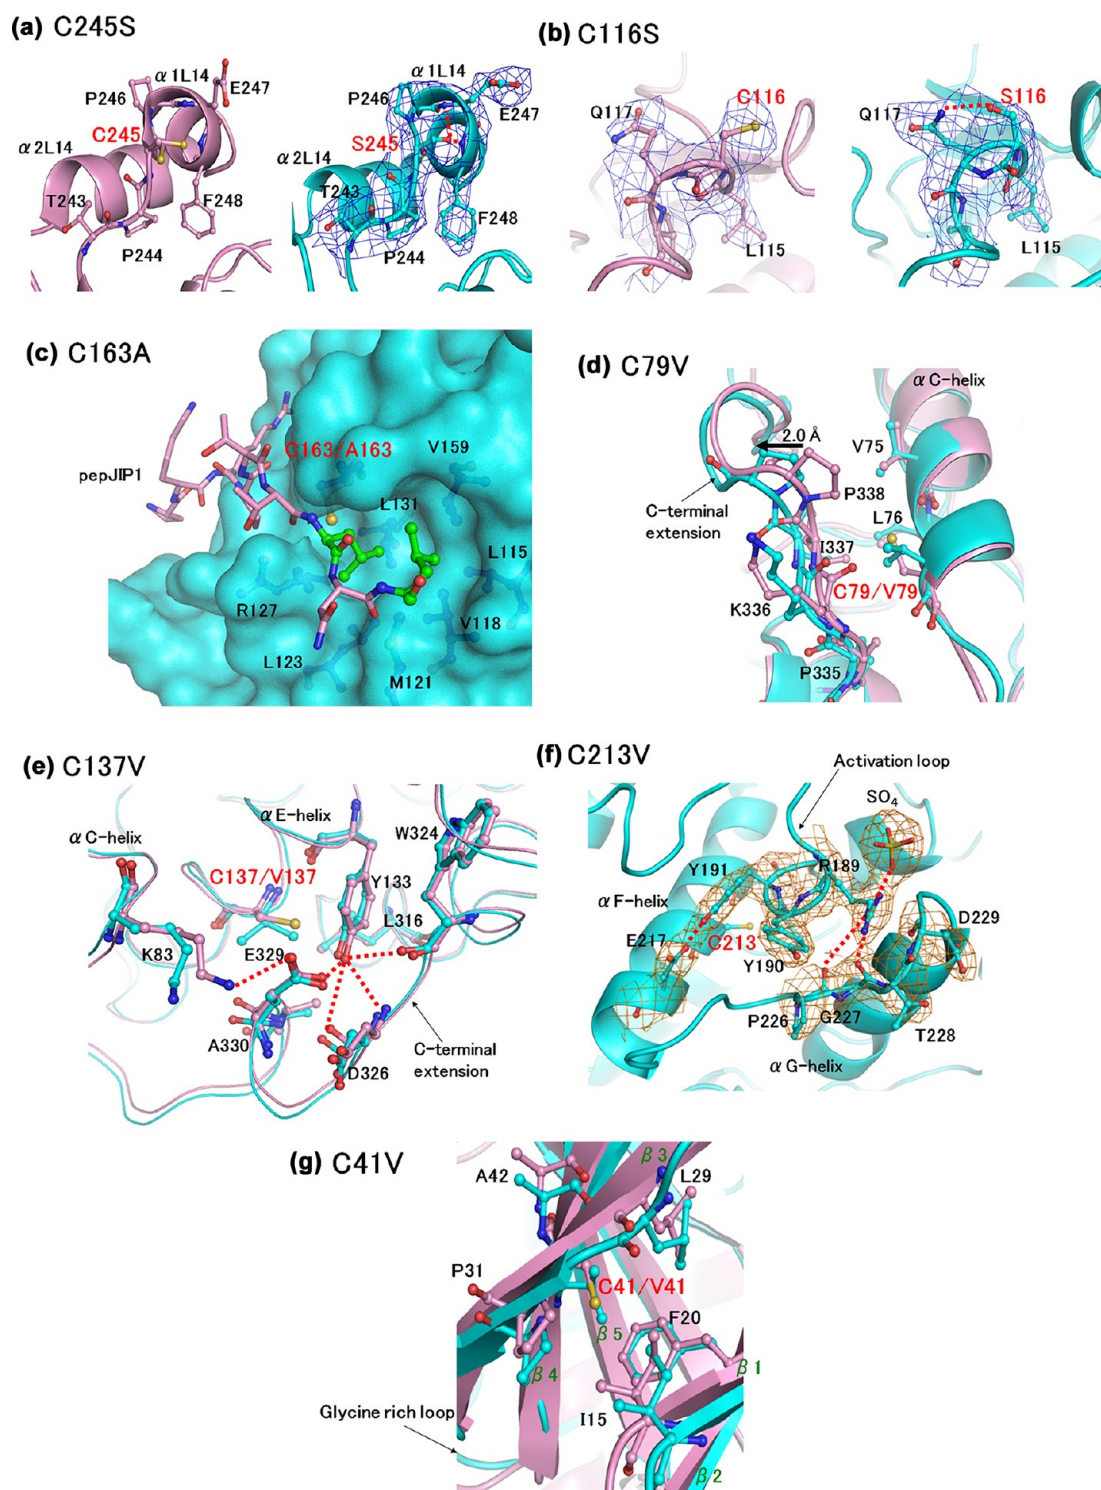 (a) C245S
α1L14
P246
E247
C245
α2L14
T243
F248
P244
α1L14
P246
E247
S245
α2L14
T243
F248
P244
(b) C116S
Q117
C116
L115
Q117
S116
L115
(c) C163A
C163/A163
V159
pepJIP1
L131
L115
R127
V118
L123
M121
(d) C79V
αC-helix
2.0 Å
V75
P338
C-terminal
extension
L76
I337
C79/V79
K336
P335
(e) C137V
αC-helix
αE-helix
W324
C137/V137
Y133
L316
K83
E329
A330
D326
C-terminal
extension
(f) C213V
Activation loop
SO4
Y191
R189
αF-helix
D229
E217
C213
Y190
P226
G227
T228
αG-helix
(g) C41V
β3
A42
L29
P31
C41/V41
F20
β5
β4
β1
I15
Glycine rich loop
β2